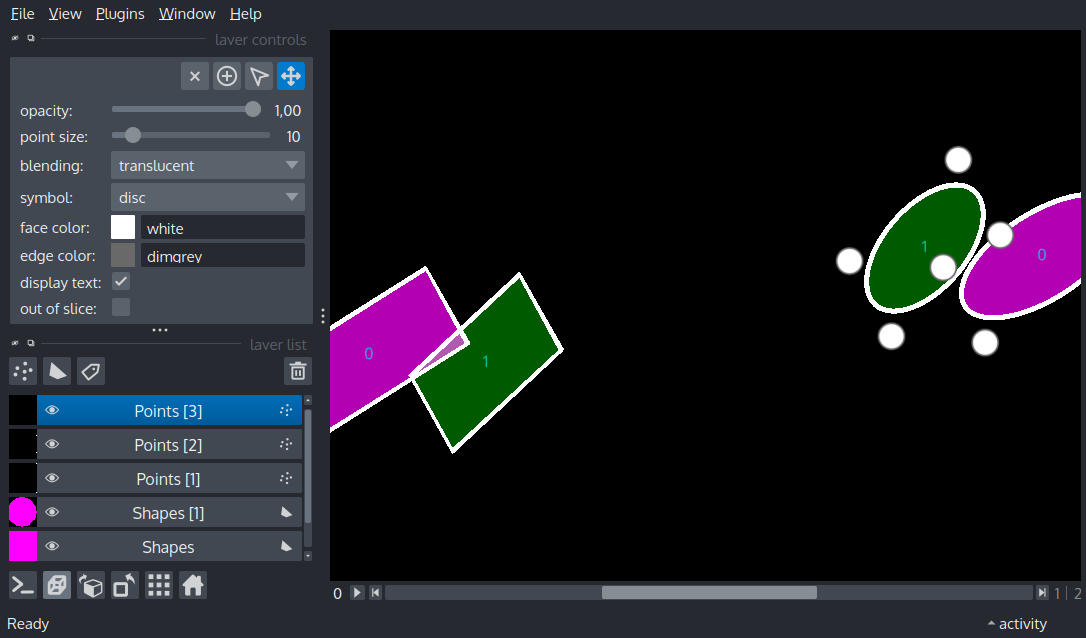 File View Plugins Window Help
layer controls
opacity: 1,00
point size: 10
blending: translucent
symbol: disc
face color: white
edge color: dimgrey
display text:
out of slice:
layer list
Points [3]
Points [2]
Points [1]
Shapes [1]
Shapes
0
1
1
0
0 1 2
Ready activity